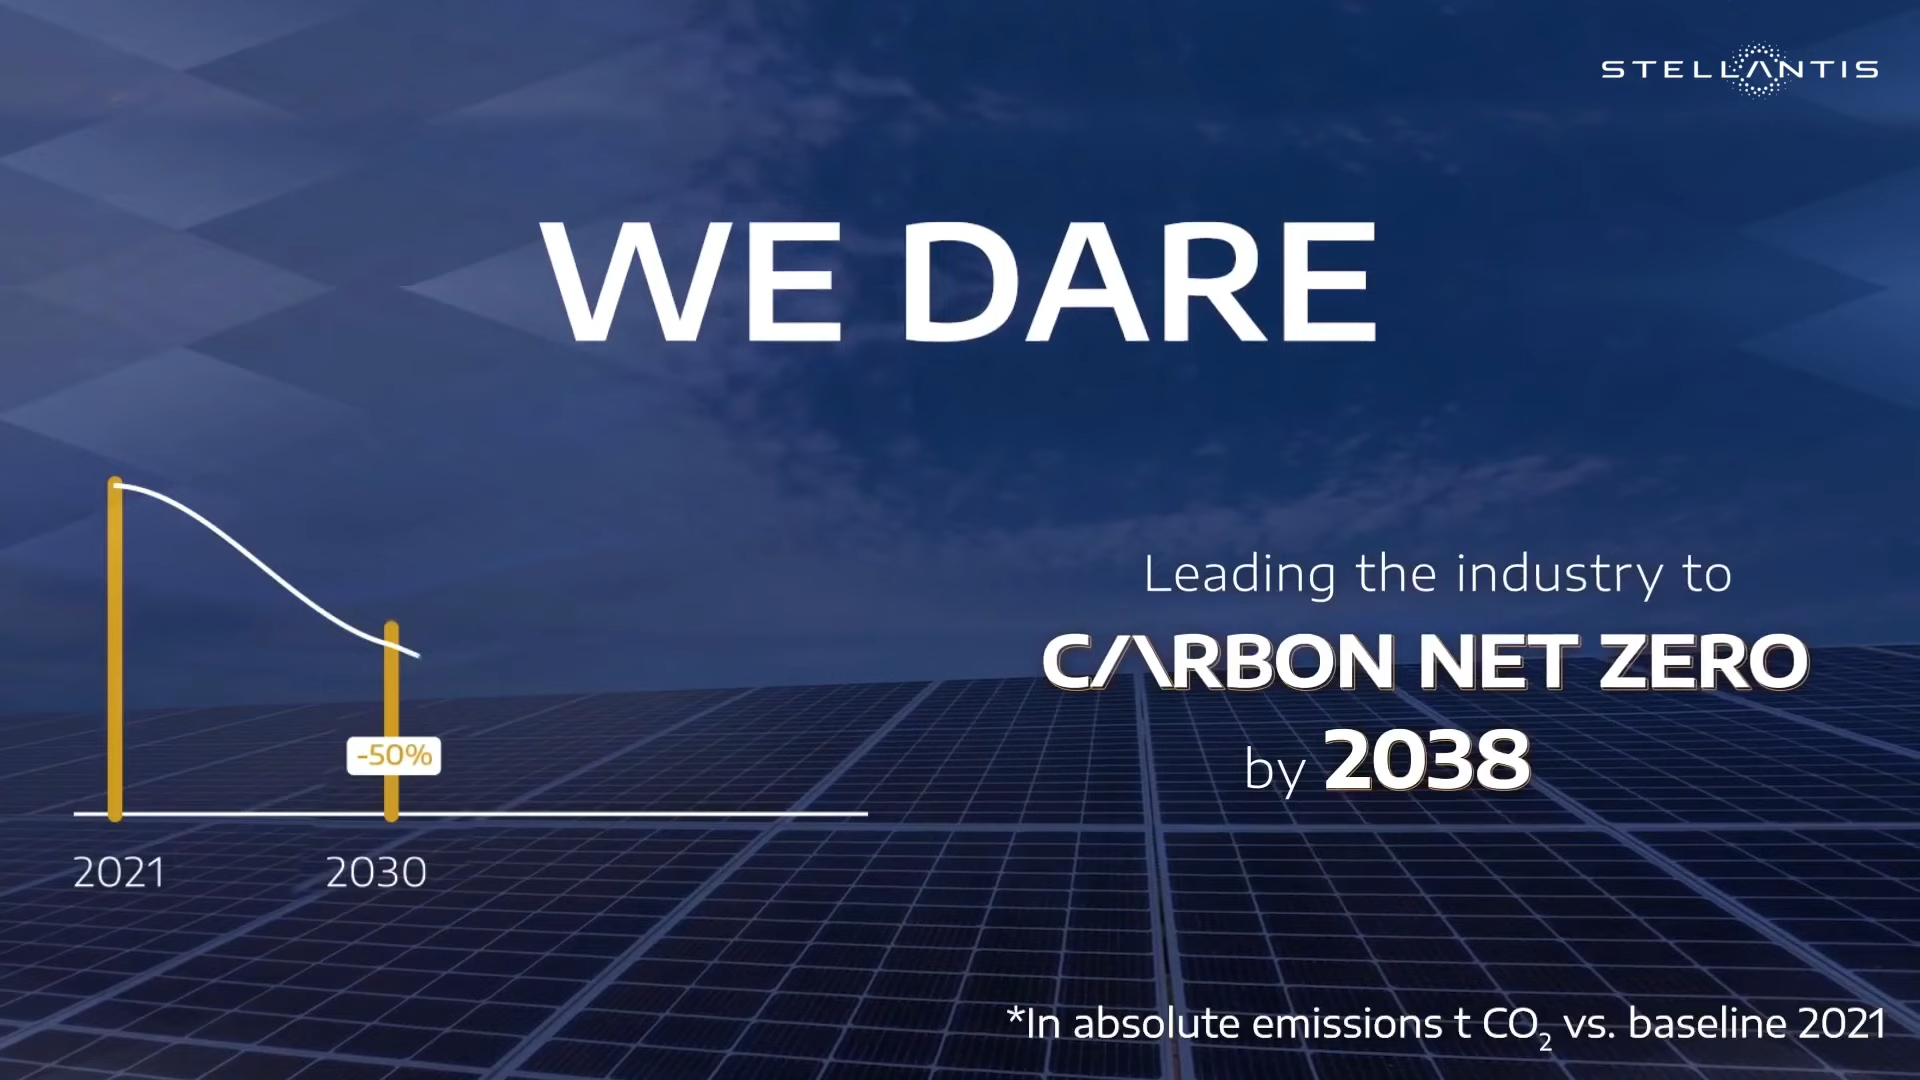 STELLANTIS
WE DARE
Leading the industry to
CARBON NET ZERO
by 2038
-50%
2021 2030
*In absolute emissions t CO₂ vs. baseline 2021